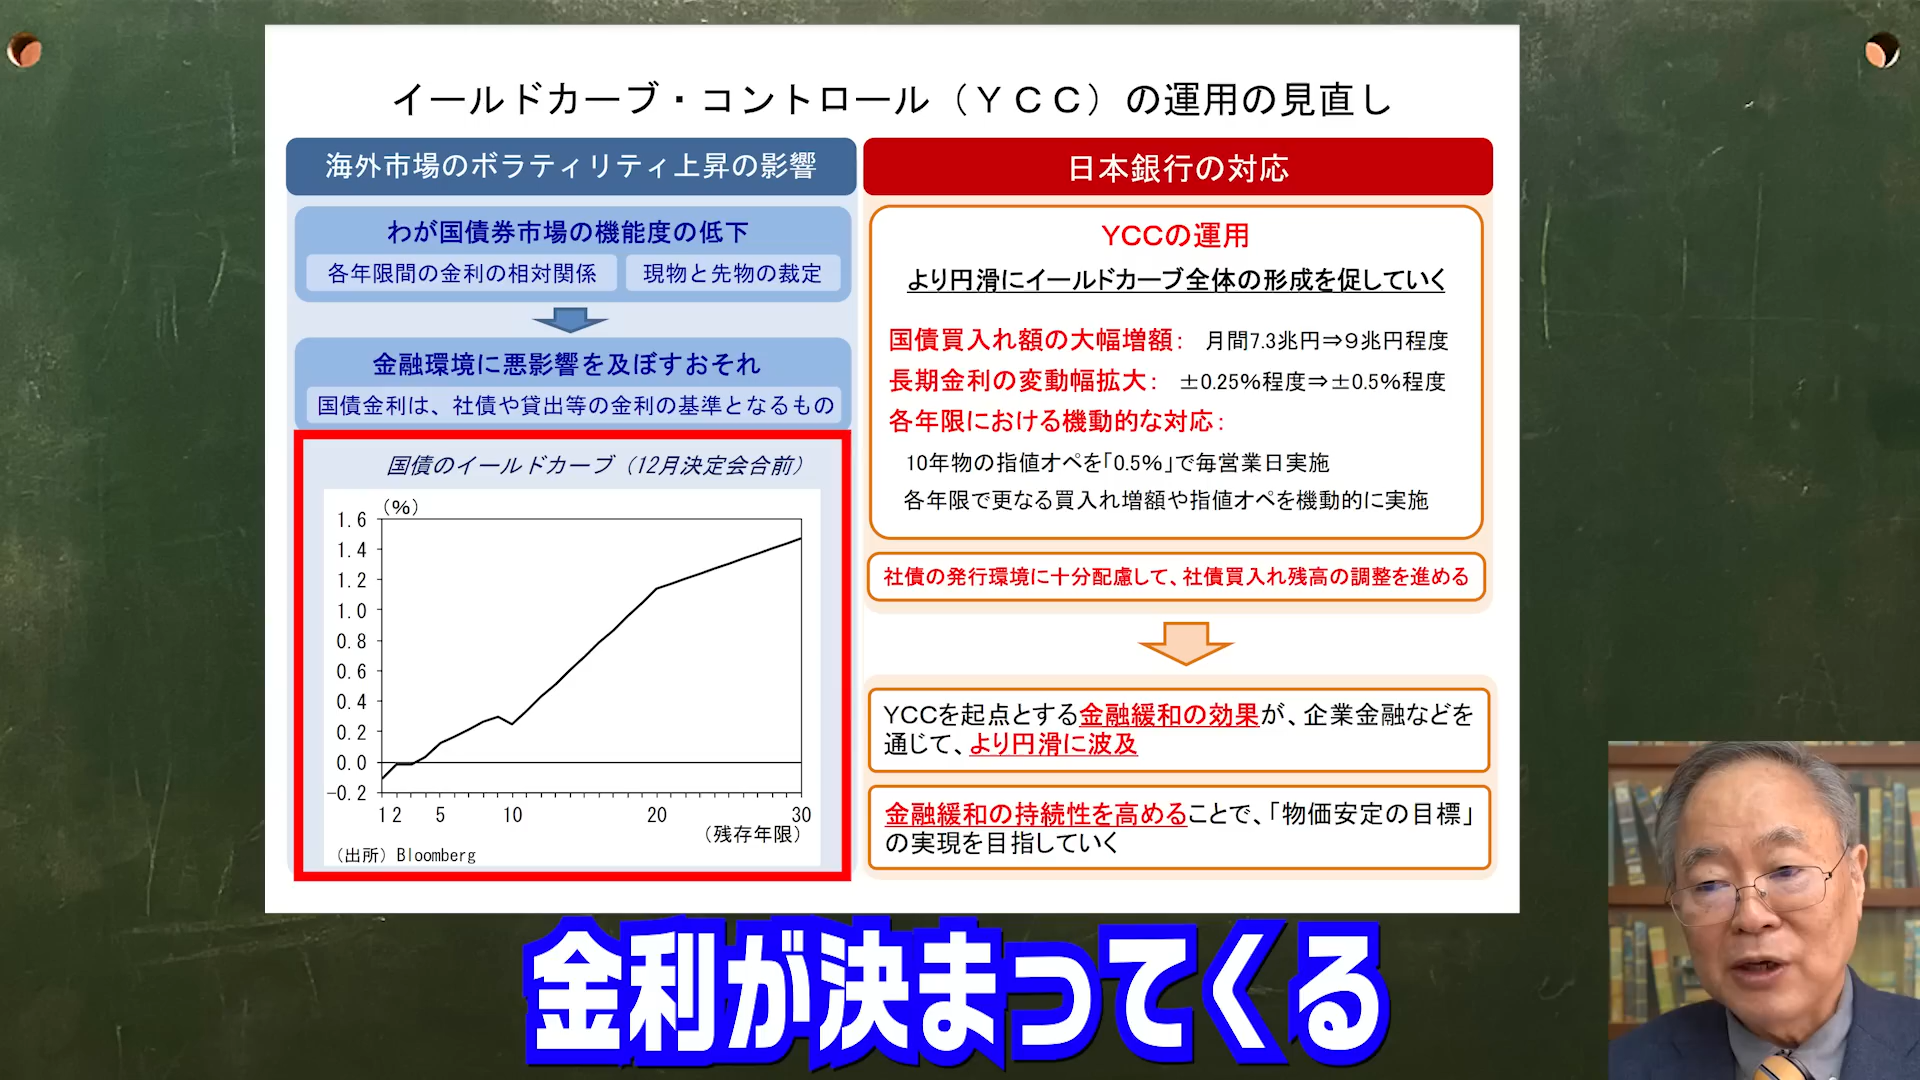 イールドカーブ・コントロール（ＹＣＣ）の運用の見直し
海外市場のボラティリティ上昇の影響
わが国債券市場の機能度の低下
各年限間の金利の相対関係
現物と先物の裁定
金融環境に悪影響を及ぼすおそれ
国債金利は、社債や貸出等の金利の基準となるもの
国債のイールドカーブ（12月決定会合前）
（%）
1.6
1.4
1.2
1.0
0.8
0.6
0.4
0.2
0.0
-0.2
1 2 5 10 20 30
（残存年限）
（出所）Bloomberg
日本銀行の対応
YCCの運用
より円滑にイールドカーブ全体の形成を促していく
国債買入れ額の大幅増額： 月間7.3兆円⇒9兆円程度
長期金利の変動幅拡大： ±0.25%程度⇒±0.5%程度
各年限における機動的な対応：
10年物の指値オペを｢0.5%｣で毎営業日実施
各年限で更なる買入れ増額や指値オペを機動的に実施
社債の発行環境に十分配慮して、社債買入れ残高の調整を進める
YCCを起点とする金融緩和の効果が、企業金融などを
通じて、より円滑に波及
金融緩和の持続性を高めることで、｢物価安定の目標｣
の実現を目指していく
金利が決まってくる